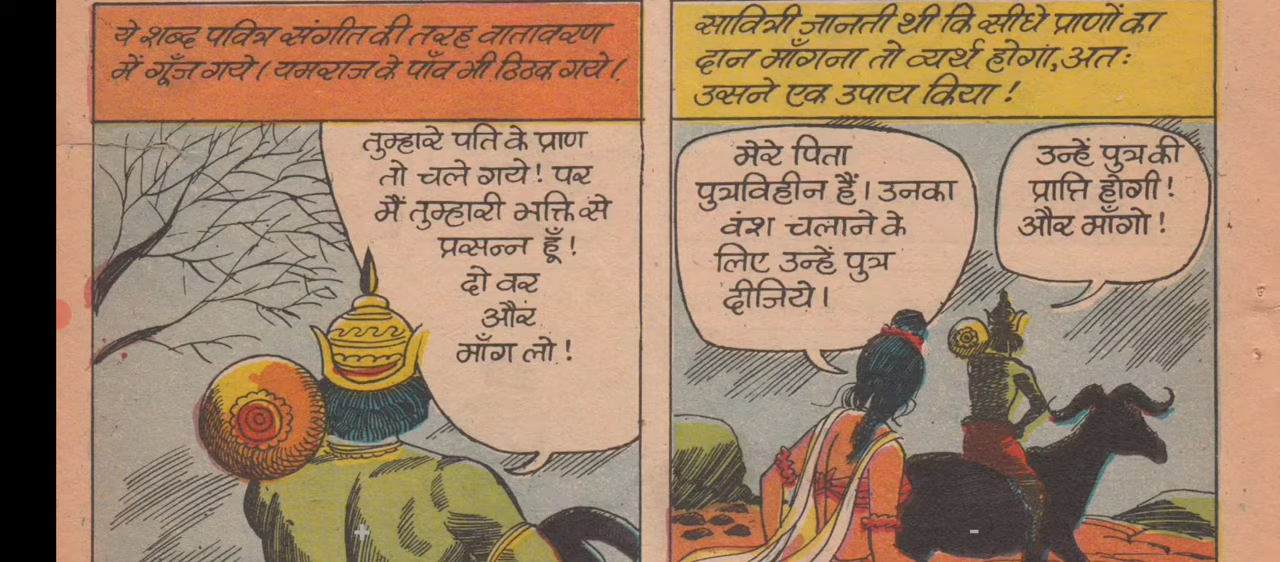 ये शब्द पवित्र संगीत की तरह वातावरण
में गूँज गये। यमराज के पाँव भी ठिठक गये।
तुम्हारे पति के प्राण
तो चले गये! पर
मैं तुम्हारी भक्ति से
प्रसन्न हूँ!
दो वर
और
माँग लो!
सावित्री जानती थी कि सीधे प्राणों का
दान माँगना तो व्यर्थ होगा, अतः
उसने एक उपाय किया!
मेरे पिता
पुत्रविहीन हैं। उनका
वंश चलाने के
लिए उन्हें पुत्र
दीजिये।
उन्हें पुत्र की
प्राप्ति होगी!
और माँगो!